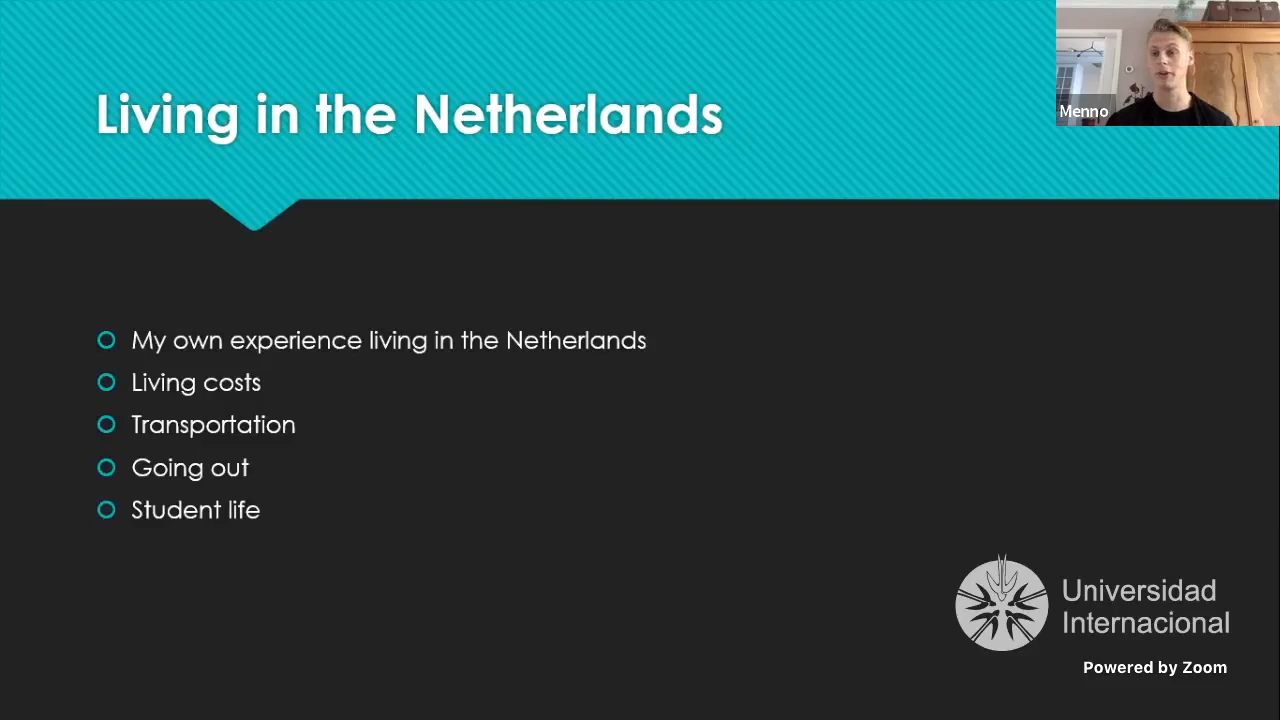 Living in the Netherlands
Menno
My own experience living in the Netherlands
Living costs
Transportation
Going out
Student life
Universidad
Internacional
Powered by Zoom